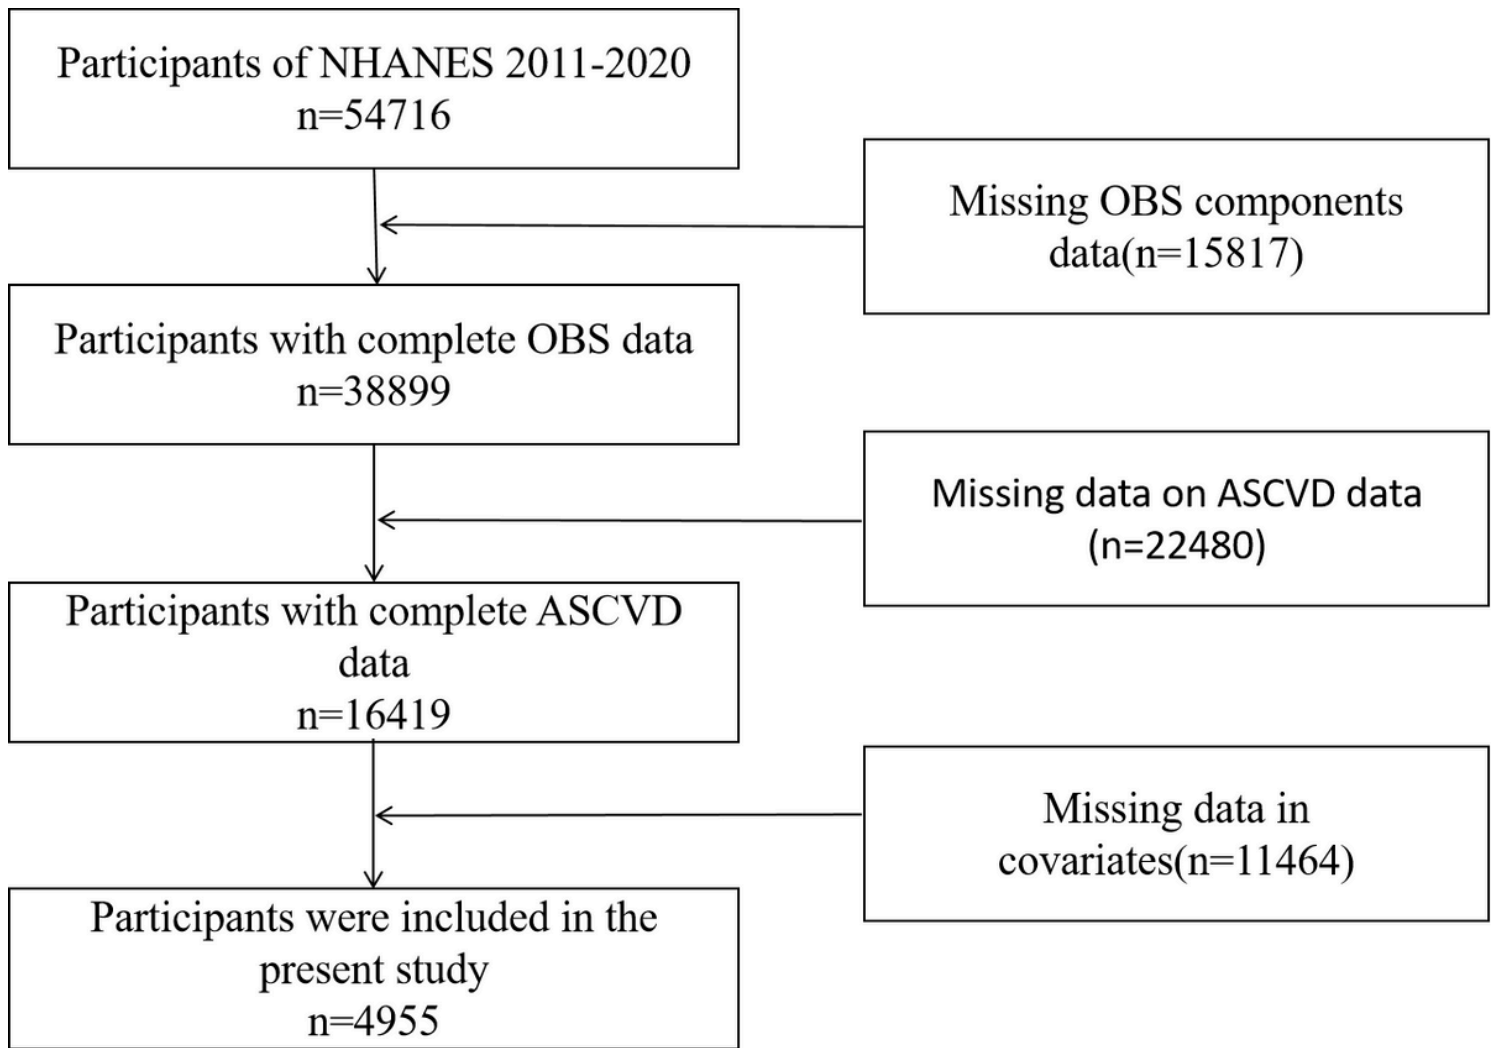 Participants of NHANES 2011-2020
n=54716
Missing OBS components
data(n=15817)
Participants with complete OBS data
n=38899
Missing data on ASCVD data
(n=22480)
Participants with complete ASCVD
data
n=16419
Missing data in
covariates(n=11464)
Participants were included in the
present study
n=4955